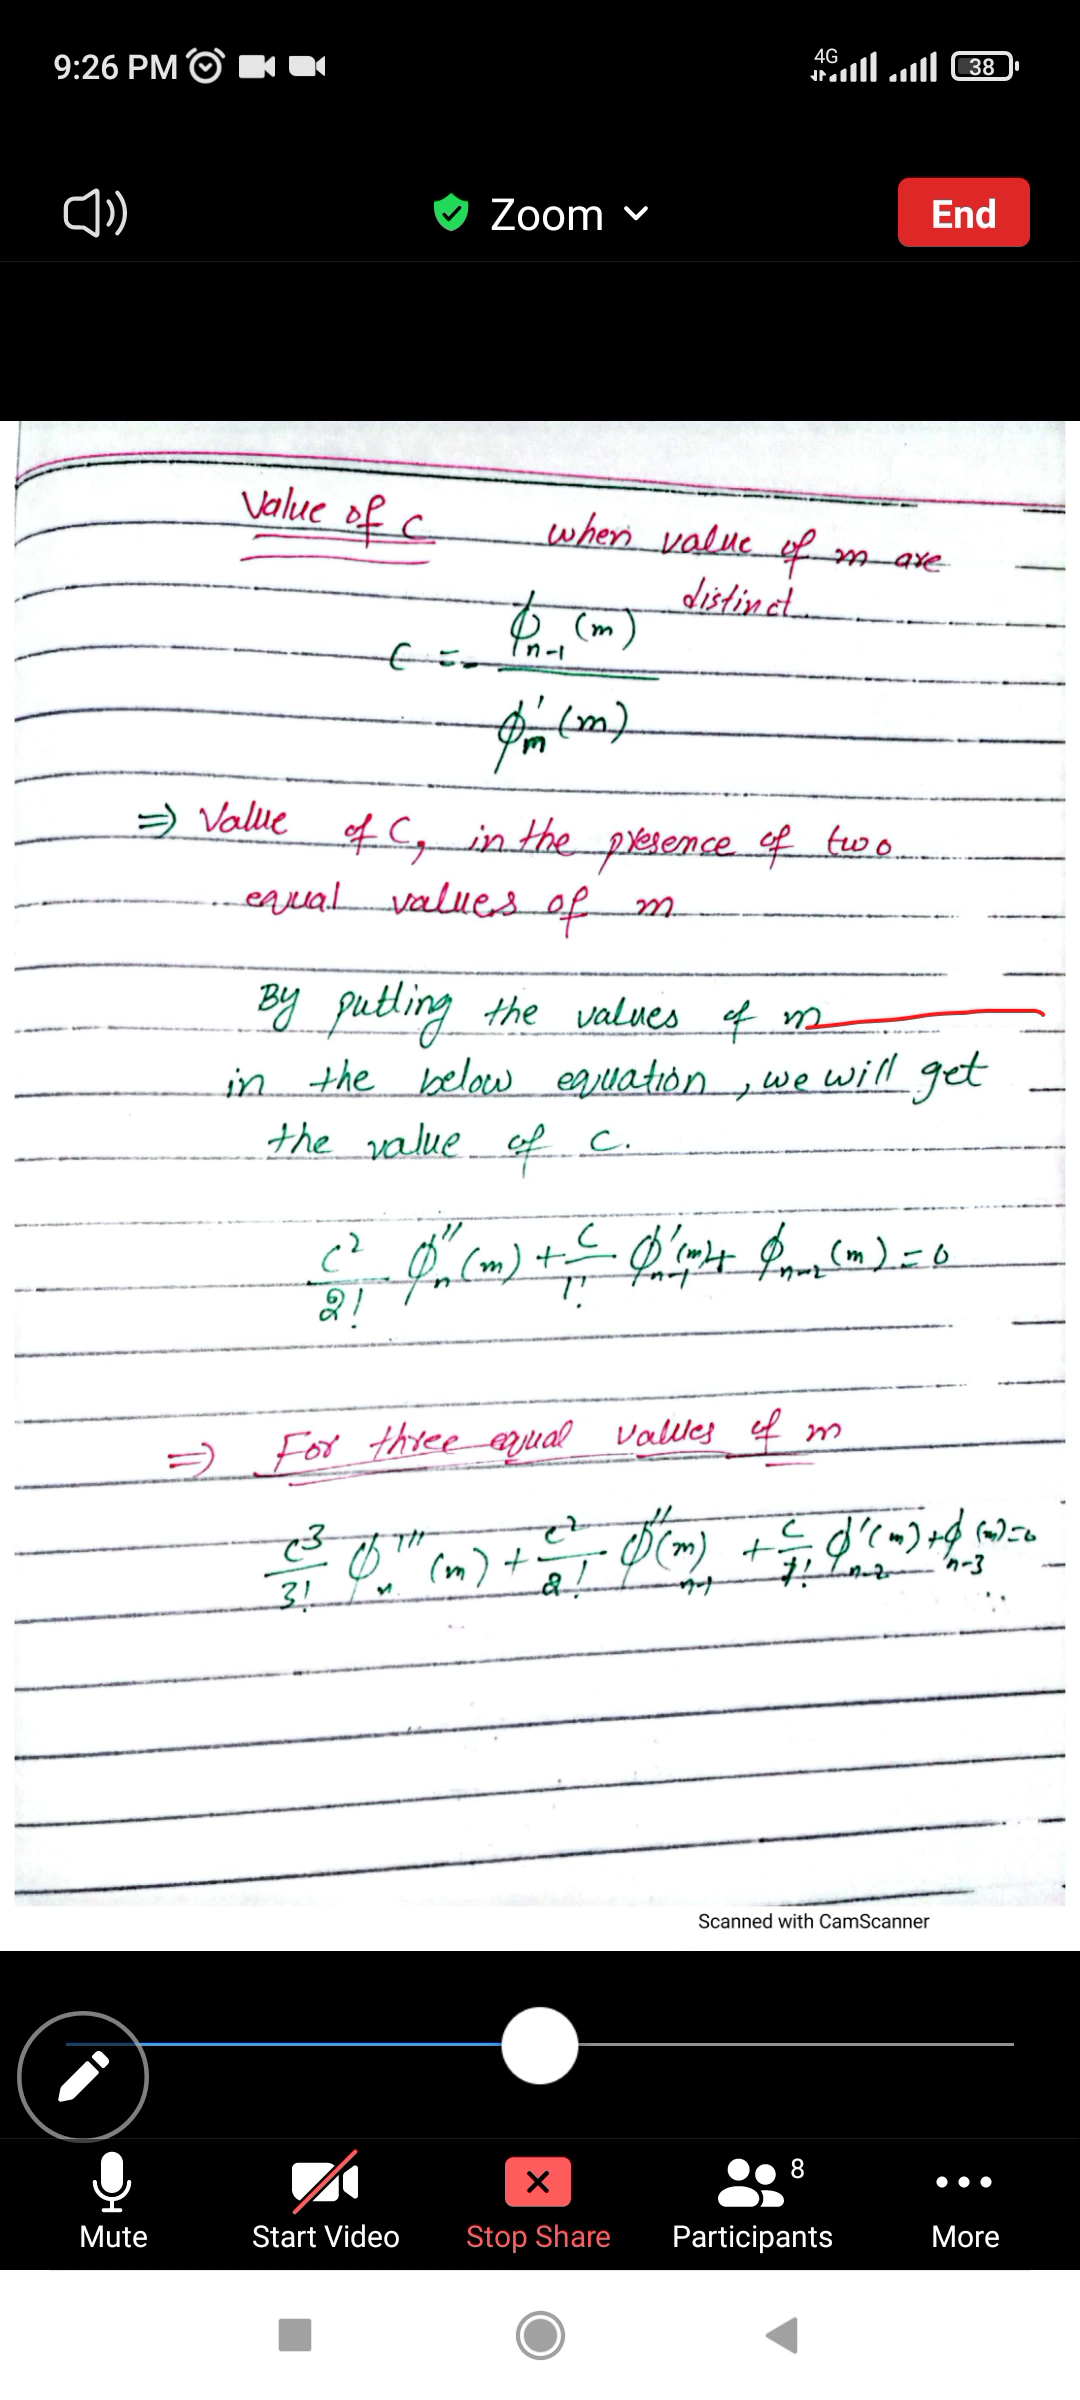 9:26 PM 4G 38
Zoom End
Value of C when value of m are
distinct
C = - ϕₙ₋₁(m) / ϕ'ₘ(m)
⇒ Value of C, in the presence of two
equal values of m
By putting the values of m
in the below equation, we will get
the value of C.
C²/2! ϕ''ₙ(m) + C/1! ϕ'ₙ₋₁(m) + ϕₙ₋₂(m) = 0
⇒ For three equal values of m
C³/3! ϕ'''ₙ(m) + C²/2! ϕ''ₙ₋₁(m) + C/1! ϕ'ₙ₋₂(m) + ϕₙ₋₃(m) = 0
Scanned with CamScanner
8
Mute Start Video Stop Share Participants More